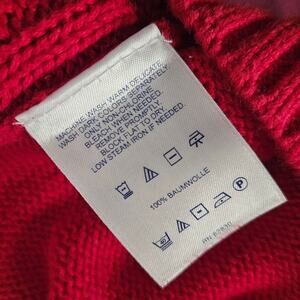 MACHINE WASH WARM DELICATE.
WASH DARK COLORS SEPARATELY.
ONLY NON-CHLORINE
BLEACH WHEN NEEDED.
REMOVE PROMPTLY.
BLOCK FLAT TO DRY.
LOW STEAM IRON IF NEEDED.
100% BAUMWOLLE